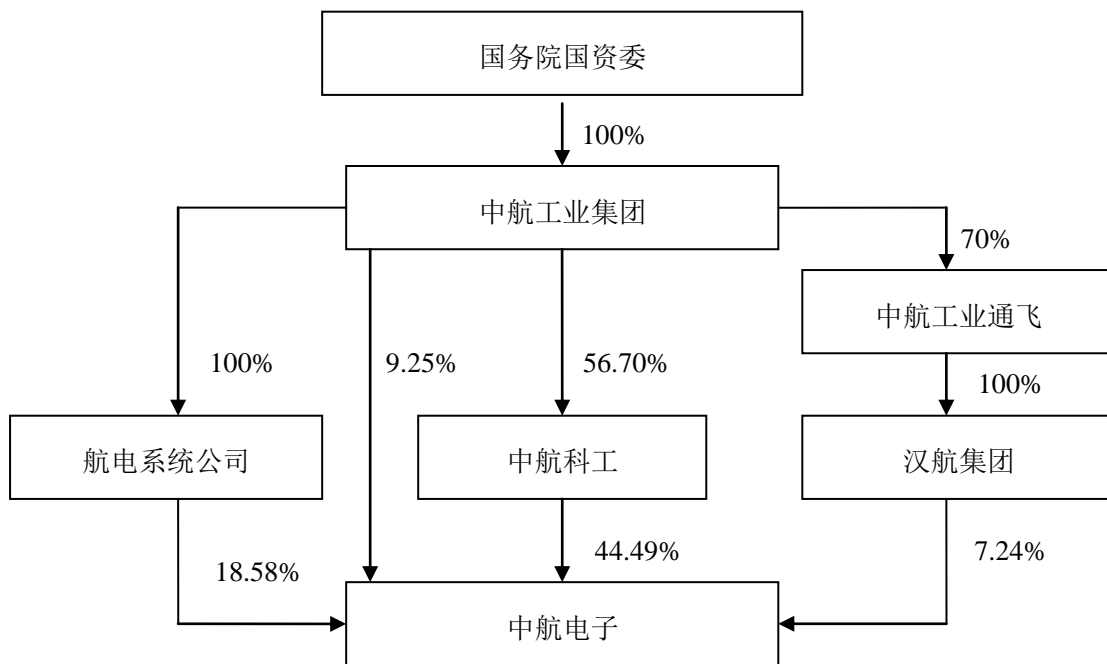 国务院国资委
100%
中航工业集团
70%
中航工业通飞
100%
9.25%
56.70%
100%
航电系统公司
中航科工
汉航集团
18.58%
44.49%
7.24%
中航电子